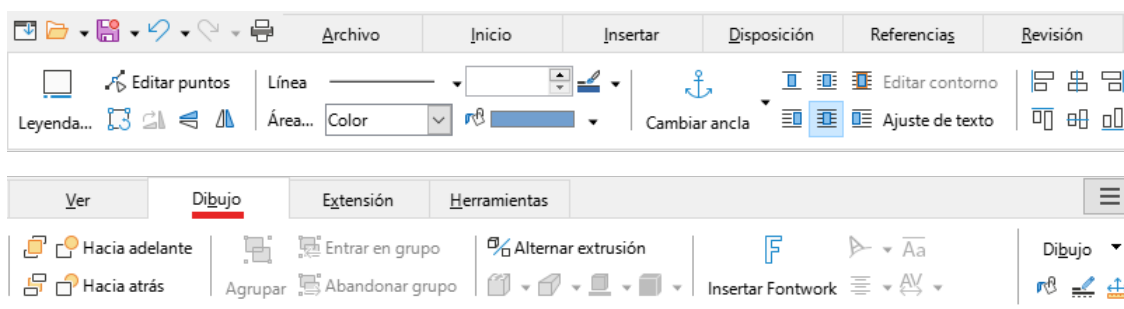 Archivo Inicio Insertar Disposición Referencias Revisión
Editar puntos Línea Editar contorno
Leyenda... Área... Color Cambiar ancla Ajuste de texto
Ver Dibujo Extensión Herramientas
Hacia adelante Entrar en grupo Alternar extrusión Aa Dibujo
Hacia atrás Agrupar Abandonar grupo Insertar Fontwork AV